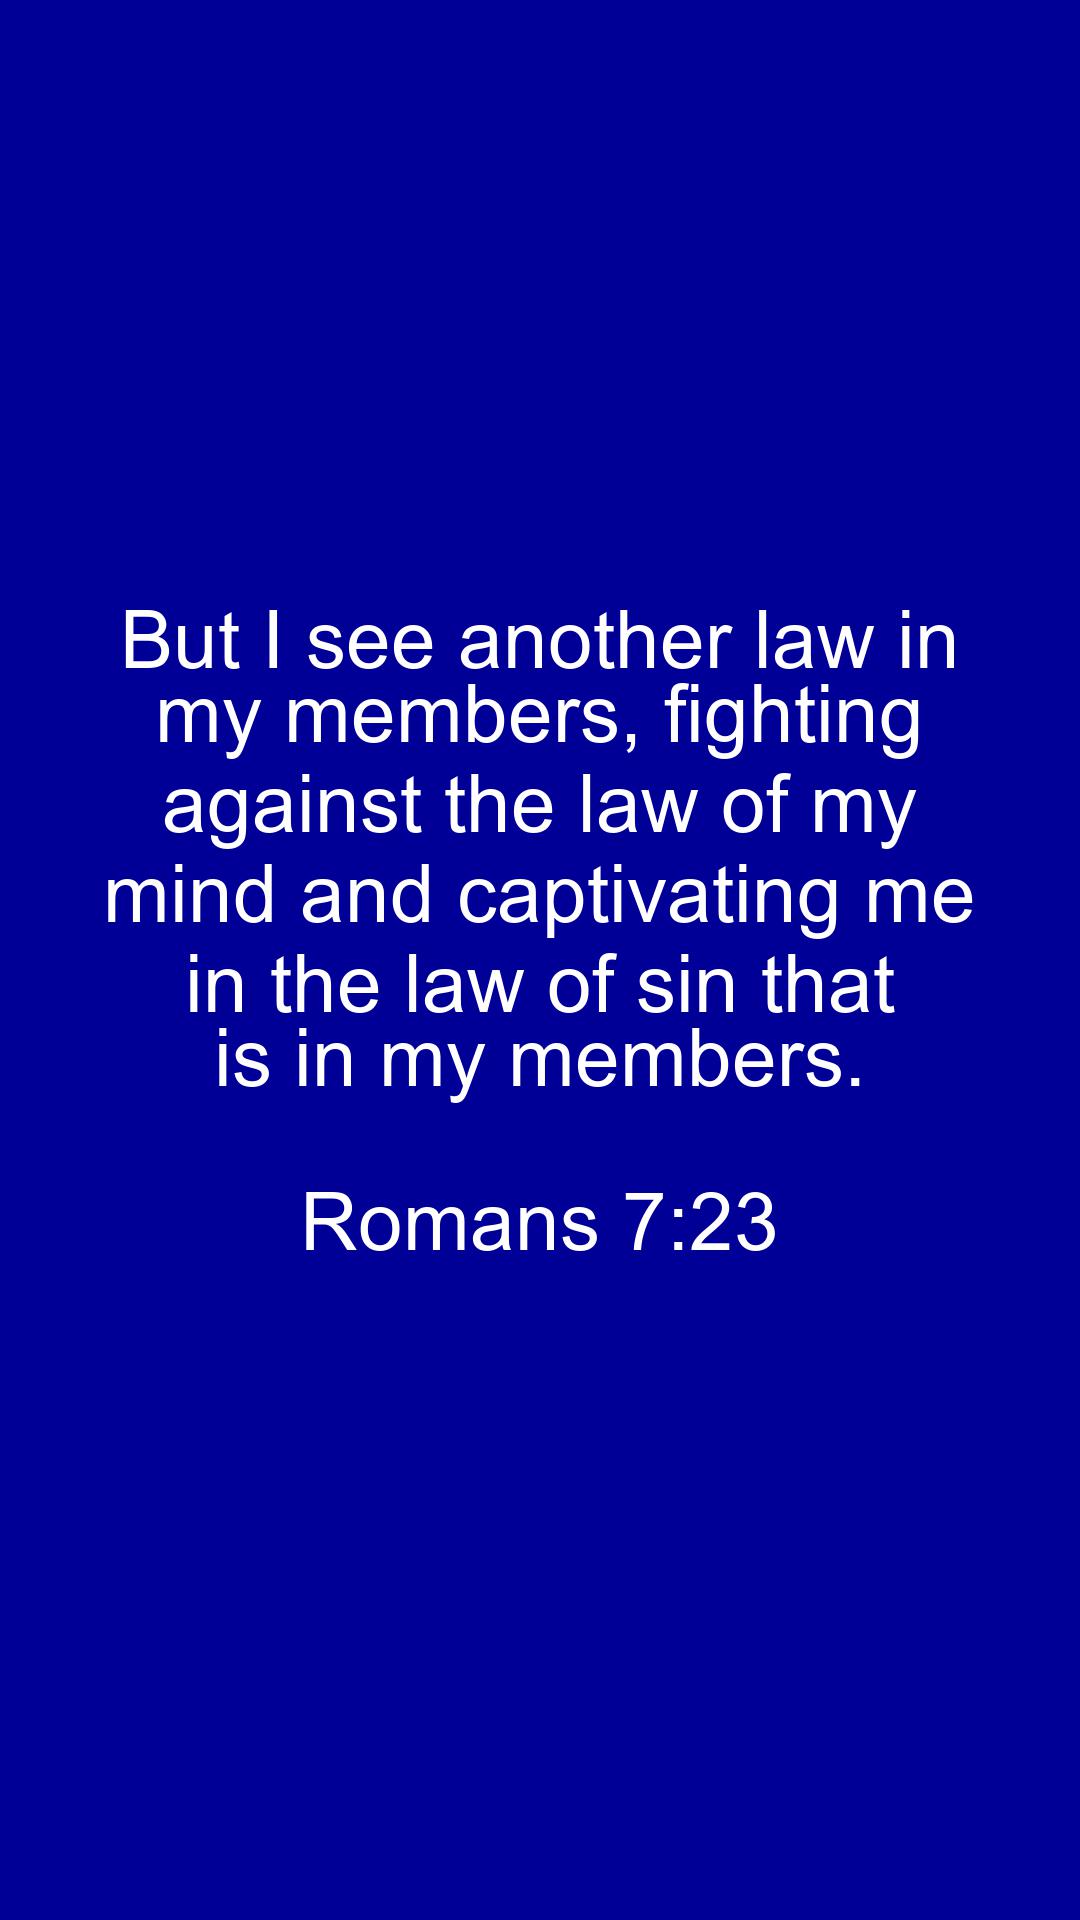 But I see another law in
my members, fighting
against the law of my
mind and captivating me
in the law of sin that
is in my members.
Romans 7:23